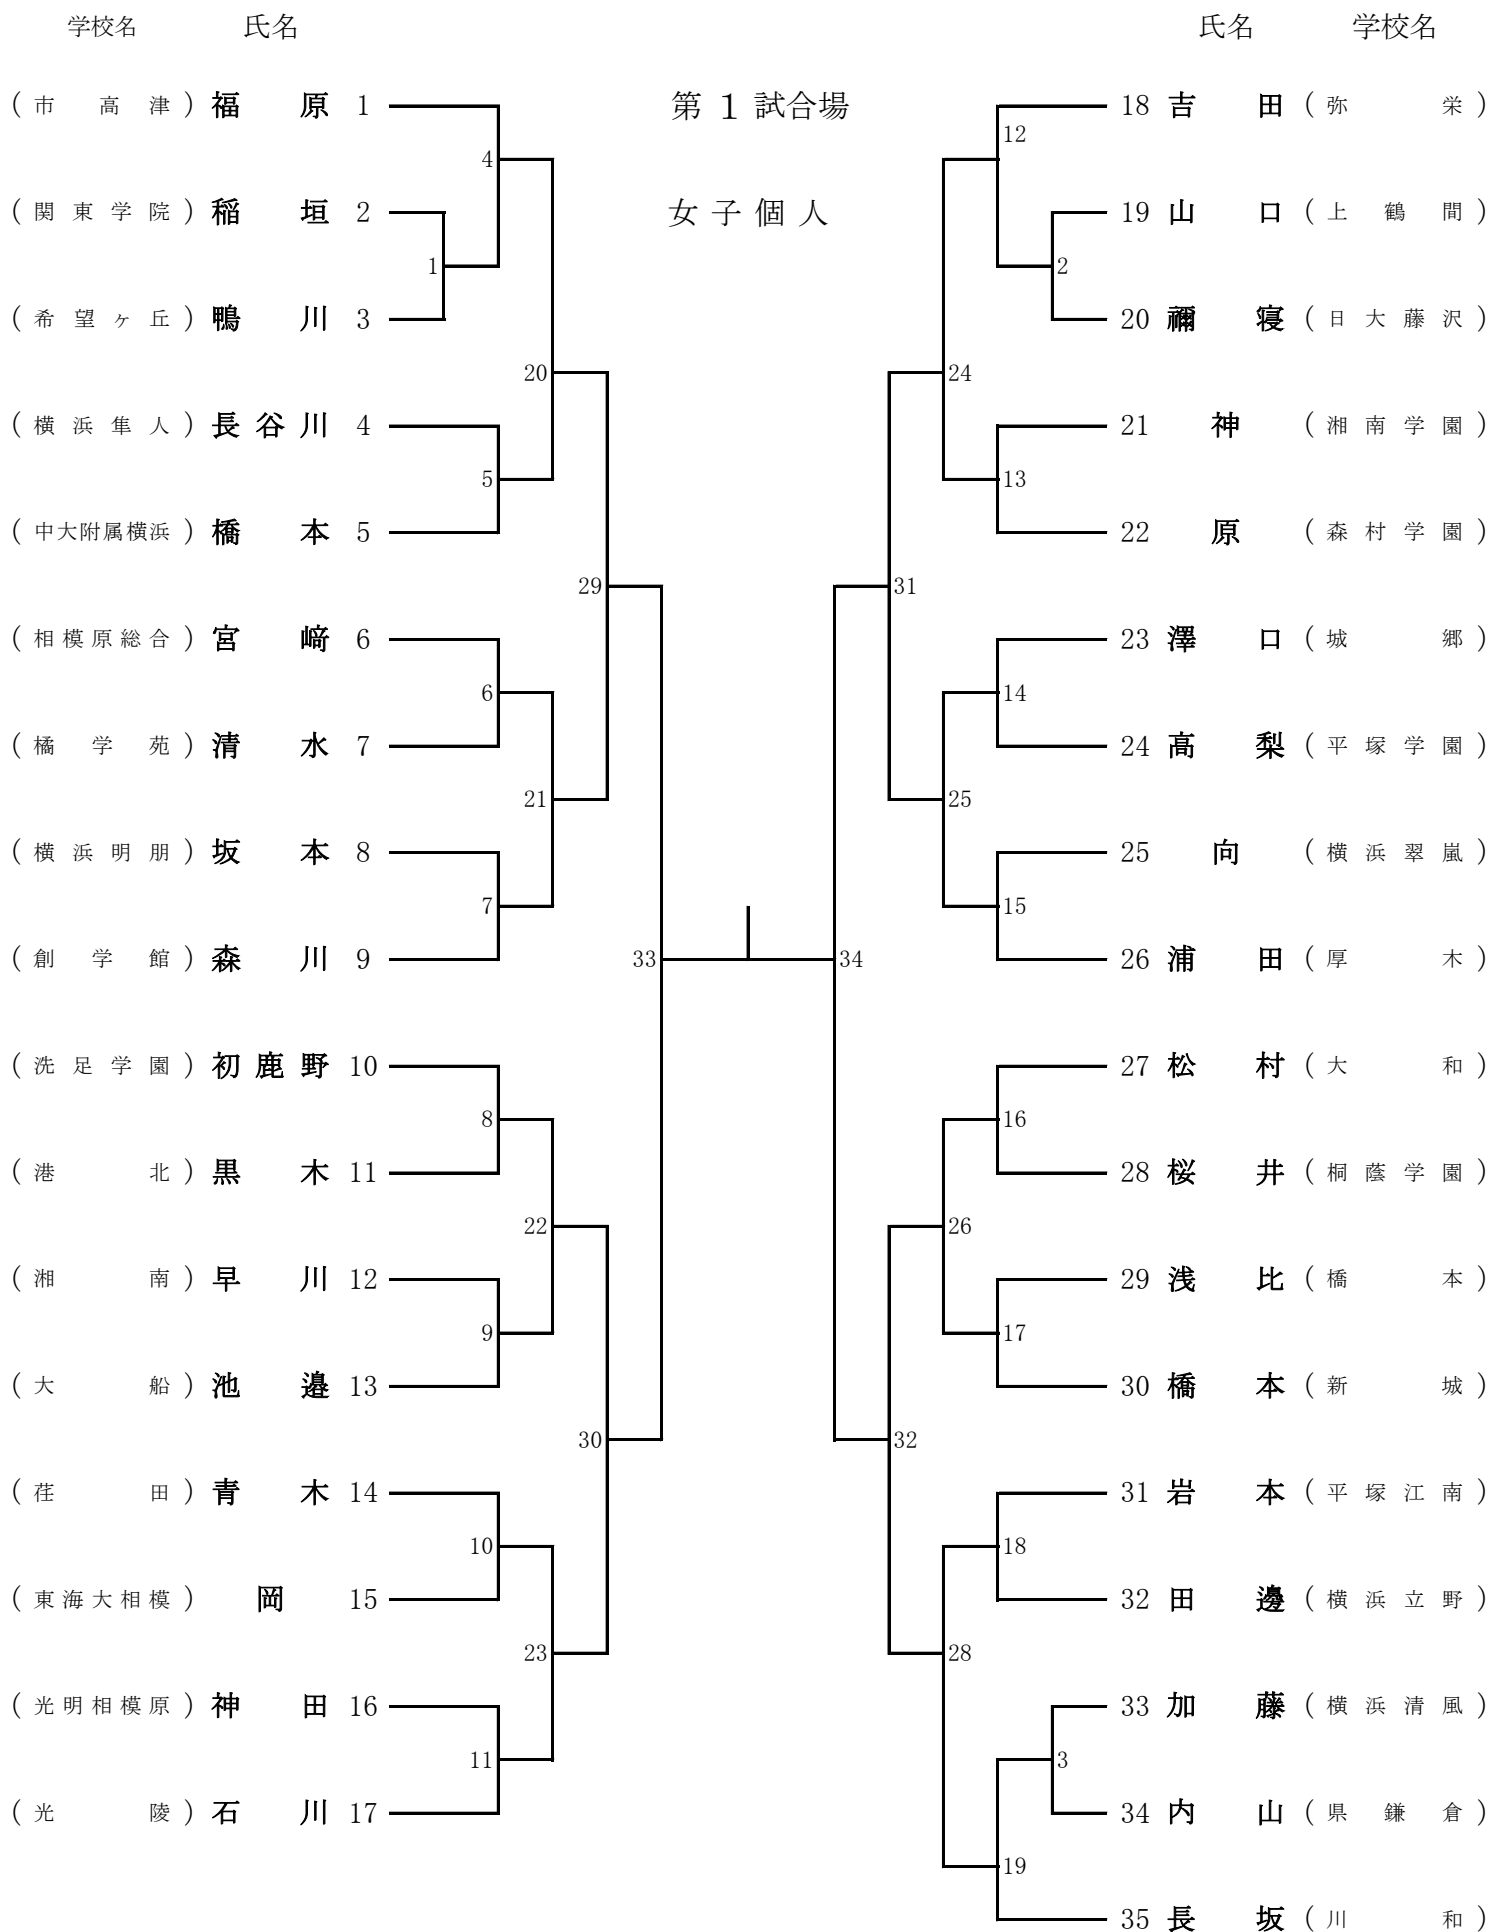 学校名 氏名 氏名 学校名
(市高津) 福原 1 第1試合場 18 吉田 (弥栄)
12
4
(関東学院) 稲垣 2 女子個人 19 山口 (上鶴間)
1 2
(希望ヶ丘) 鴨川 3 20 禰寝 (日大藤沢)
20 24
(横浜隼人) 長谷川 4 21 神 (湘南学園)
5 13
(中大附属横浜) 橋本 5 22 原 (森村学園)
29 31
(相模原総合) 宮﨑 6 23 澤口 (城郷)
6 14
(橘学苑) 清水 7 24 高梨 (平塚学園)
21 25
(横浜明朋) 坂本 8 25 向 (横浜翠嵐)
7 15
(創学館) 森川 9 33 34 26 浦田 (厚木)
(洗足学園) 初鹿野 10 27 松村 (大和)
8 16
(港北) 黒木 11 28 桜井 (桐蔭学園)
22 26
(湘南) 早川 12 29 浅比 (橋本)
9 17
(大船) 池邉 13 30 橋本 (新城)
30 32
(荏田) 青木 14 31 岩本 (平塚江南)
10 18
(東海大相模) 岡 15 32 田邊 (横浜立野)
23 28
(光明相模原) 神田 16 33 加藤 (横浜清風)
11 3
(光陵) 石川 17 34 内山 (県鎌倉)
19
35 長坂 (川和)